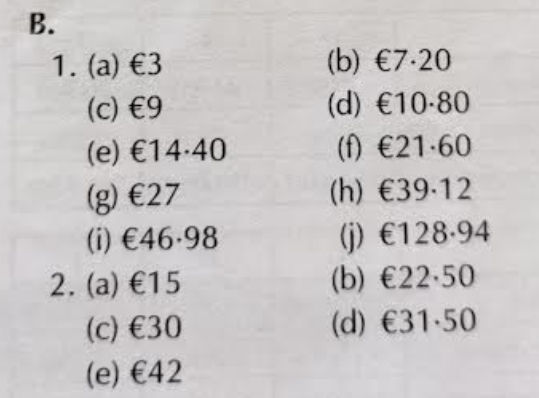 B.
1. (a) €3 (b) €7·20
(c) €9 (d) €10·80
(e) €14·40 (f) €21·60
(g) €27 (h) €39·12
(i) €46·98 (j) €128·94
2. (a) €15 (b) €22·50
(c) €30 (d) €31·50
(e) €42